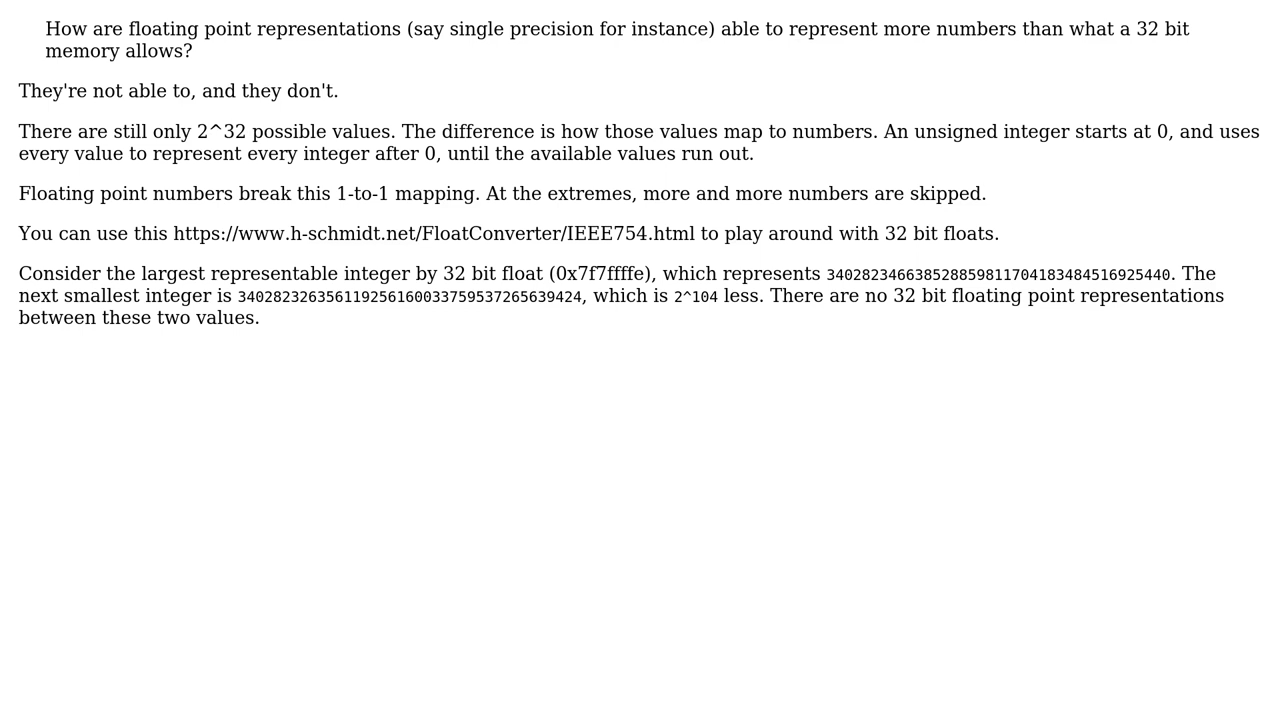 How are floating point representations (say single precision for instance) able to represent more numbers than what a 32 bit
memory allows?
They're not able to, and they don't.
There are still only 2^32 possible values. The difference is how those values map to numbers. An unsigned integer starts at 0, and uses
every value to represent every integer after 0, until the available values run out.
Floating point numbers break this 1-to-1 mapping. At the extremes, more and more numbers are skipped.
You can use this https://www.h-schmidt.net/FloatConverter/IEEE754.html to play around with 32 bit floats.
Consider the largest representable integer by 32 bit float (0x7f7ffffe), which represents 340282346638528859811704183484516925440. The
next smallest integer is 340282326356119256160033759537265639424, which is 2^104 less. There are no 32 bit floating point representations
between these two values.